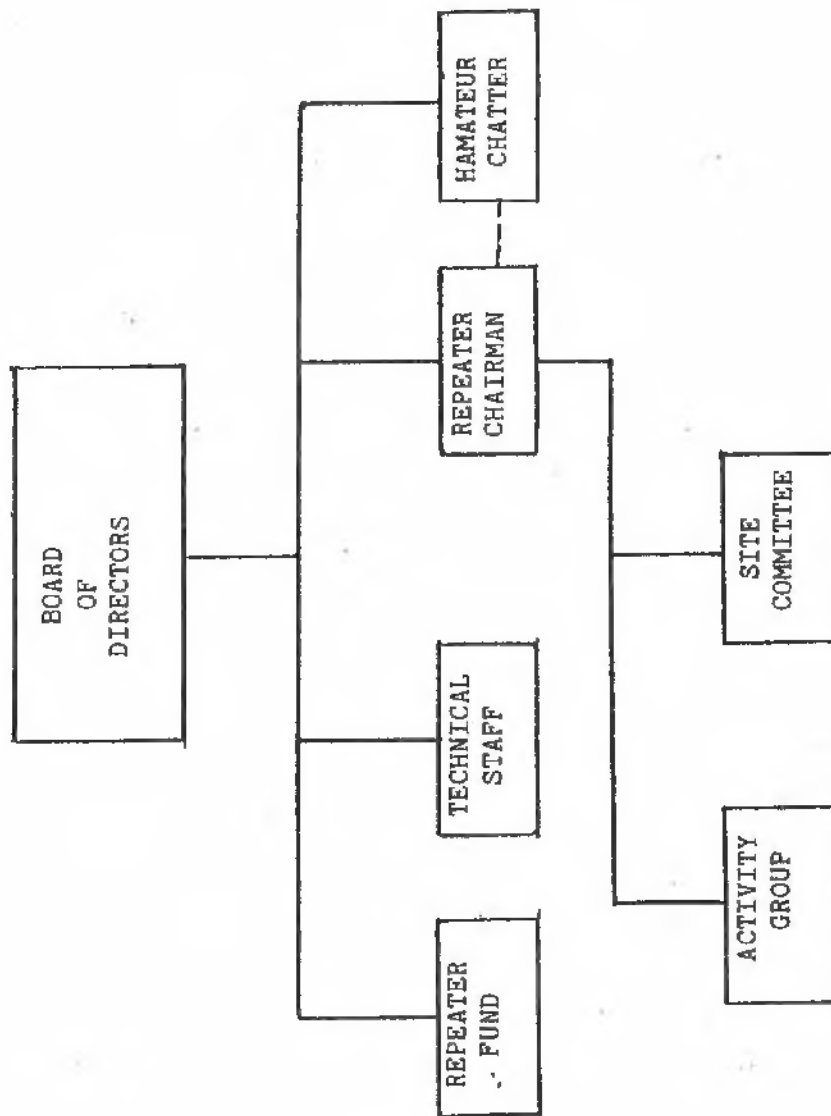 BOARD
OF
DIRECTORS
REPEATER
FUND
TECHNICAL
STAFF
REPEATER
CHAIRMAN
HAMATEUR
CHATTER
ACTIVITY
GROUP
SITE
COMMITTEE